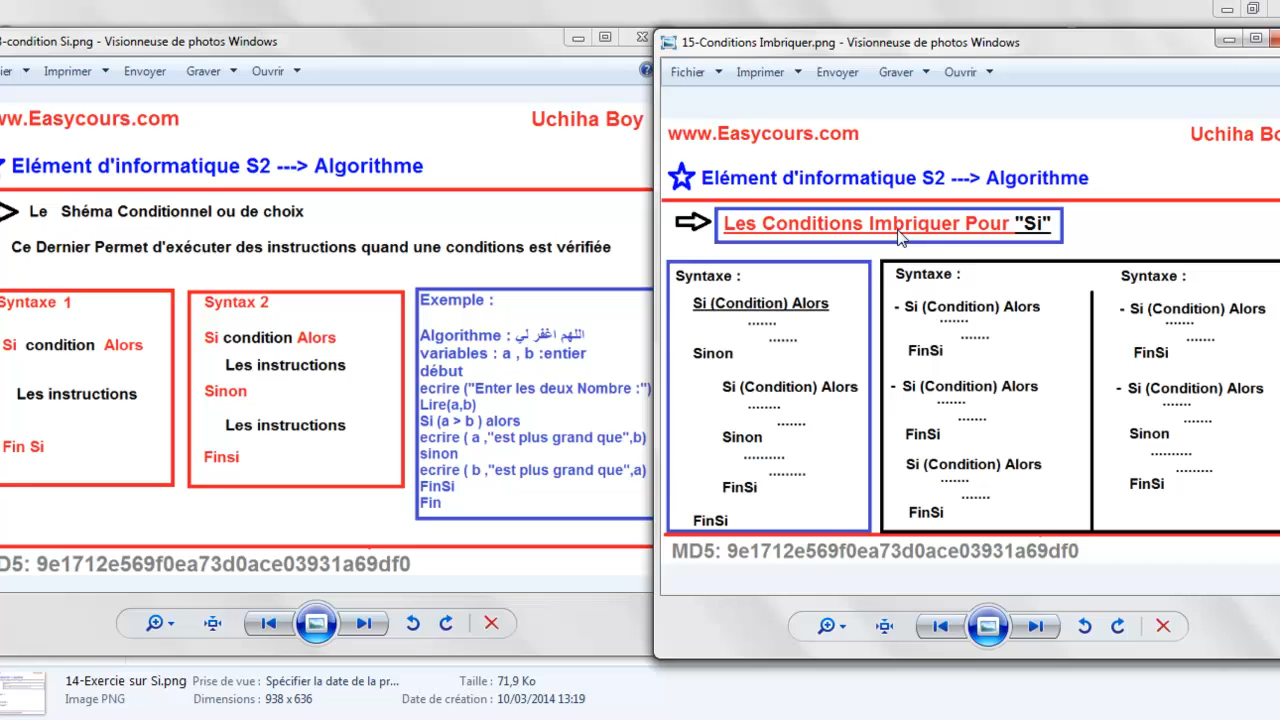 3-condition Si.png - Visionneuse de photos Windows
ier Imprimer Envoyer Graver Ouvrir
ww.Easycours.com Uchiha Boy
Elément d'informatique S2 ---> Algorithme
Le Shéma Conditionnel ou de choix
Ce Dernier Permet d'exécuter des instructions quand une conditions est vérifiée
Syntaxe 1
Si condition Alors
Les instructions
Fin Si
Syntax 2
Si condition Alors
Les instructions
Sinon
Les instructions
Finsi
Exemple :
Algorithme : اللهم اغفر لي
variables : a , b :entier
début
ecrire ("Enter les deux Nombre :")
Lire(a,b)
Si (a > b ) alors
ecrire ( a ,"est plus grand que",b)
sinon
ecrire ( b ,"est plus grand que",a)
FinSi
Fin
D5: 9e1712e569f0ea73d0ace03931a69df0
15-Conditions Imbriquer.png - Visionneuse de photos Windows
Fichier Imprimer Envoyer Graver Ouvrir
www.Easycours.com Uchiha Bo
Elément d'informatique S2 ---> Algorithme
Les Conditions Imbriquer Pour "Si"
Syntaxe :
Si (Condition) Alors
.......
.......
Sinon
Si (Condition) Alors
........
.......
Sinon
..........
.........
FinSi
FinSi
Syntaxe :
- Si (Condition) Alors
.......
.......
FinSi
- Si (Condition) Alors
.......
.......
FinSi
Si (Condition) Alors
.......
.......
FinSi
Syntaxe :
- Si (Condition) Alors
.......
.......
FinSi
- Si (Condition) Alors
.......
.......
Sinon
..........
.........
FinSi
MD5: 9e1712e569f0ea73d0ace03931a69df0
14-Exercie sur Si.png Prise de vue : Spécifier la date de la pr... Taille : 71,9 Ko
Image PNG Dimensions : 938 x 636 Date de création : 10/03/2014 13:19